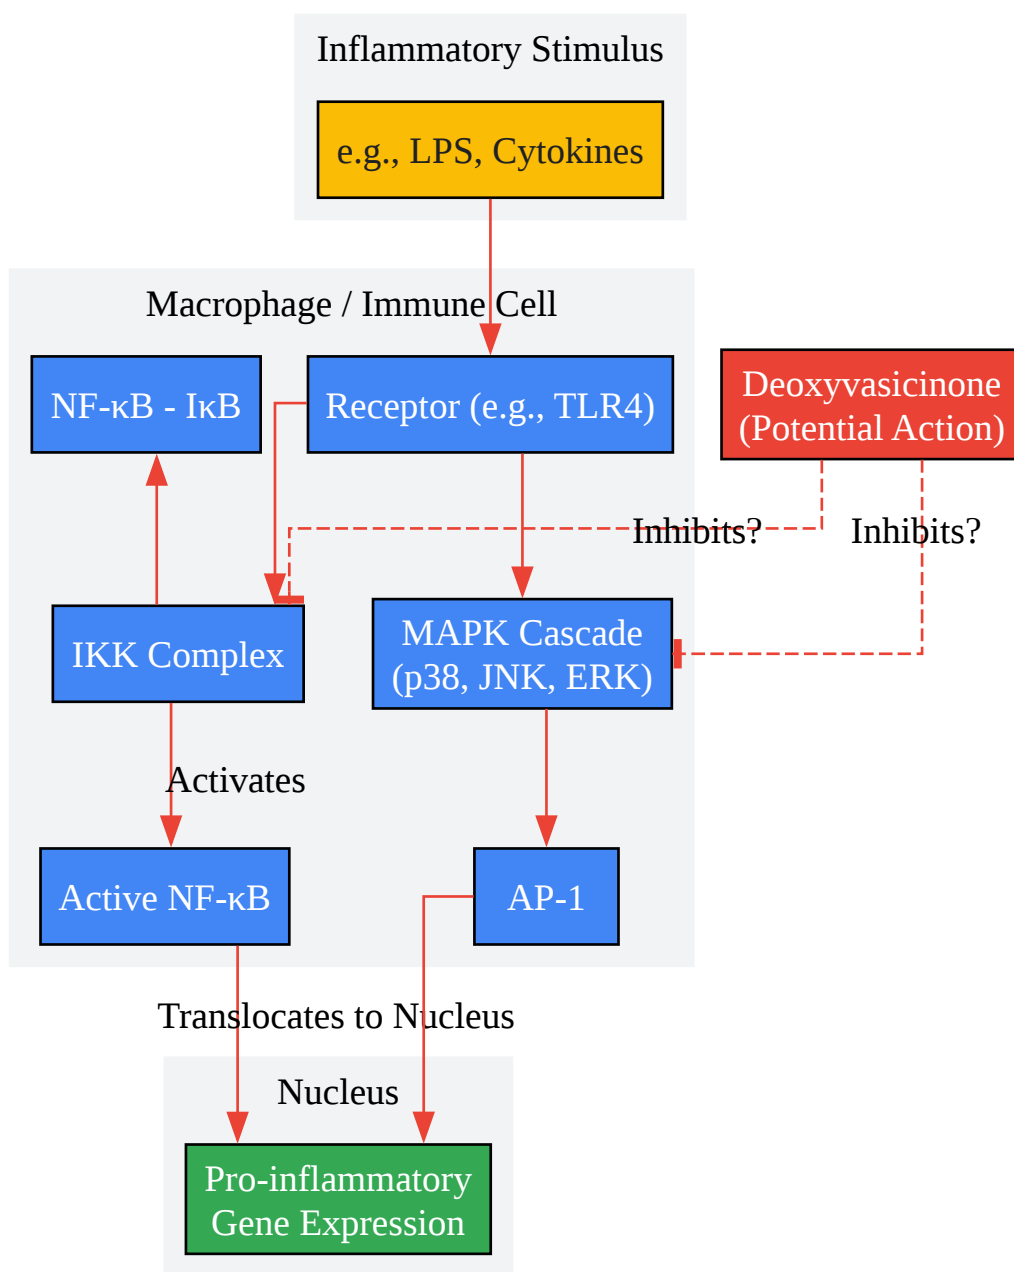 Inflammatory Stimulus
e.g., LPS, Cytokines
Macrophage / Immune Cell
NF-κB - IκB
Receptor (e.g., TLR4)
Deoxyvasicinone
(Potential Action)
Inhibits?
Inhibits?
IKK Complex
MAPK Cascade
(p38, JNK, ERK)
Activates
Active NF-κB
AP-1
Translocates to Nucleus
Nucleus
Pro-inflammatory
Gene Expression